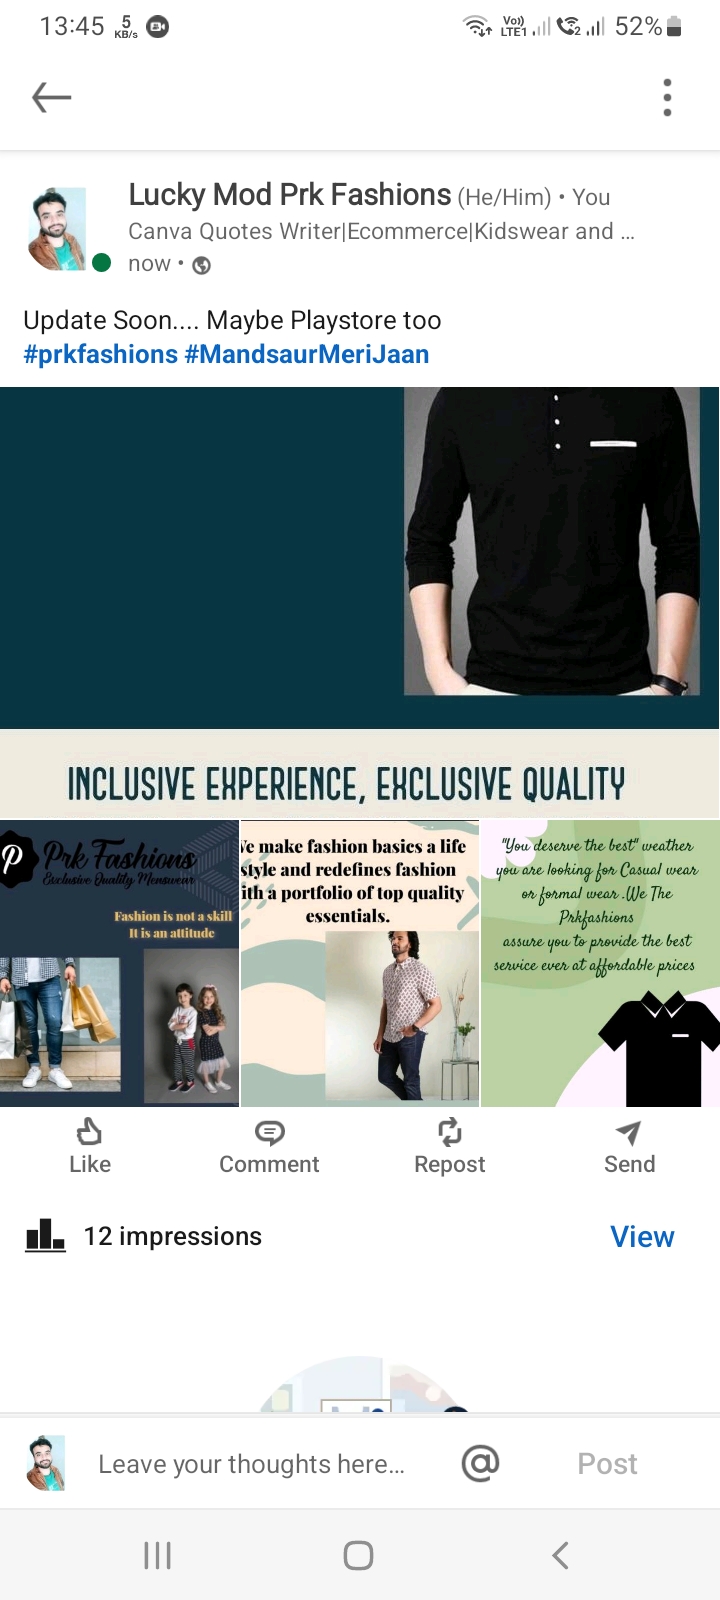 13:45 5 KB/s Vo)) LTE1 2 52%
Lucky Mod Prk Fashions (He/Him) • You
Canva Quotes Writer|Ecommerce|Kidswear and ...
now •
Update Soon.... Maybe Playstore too
#prkfashions #MandsaurMeriJaan
INCLUSIVE EXPERIENCE, EXCLUSIVE QUALITY
P Prk Fashions
Exclusive Quality Menswear
Fashion is not a skill
It is an attitude
Ve make fashion basics a life
style and redefines fashion
ith a portfolio of top quality
essentials.
"You deserve the best" weather
you are looking for Casual wear
or formal wear .We The
Prkfashions
assure you to provide the best
service ever at affordable prices
Like Comment Repost Send
12 impressions View
Leave your thoughts here... @ Post